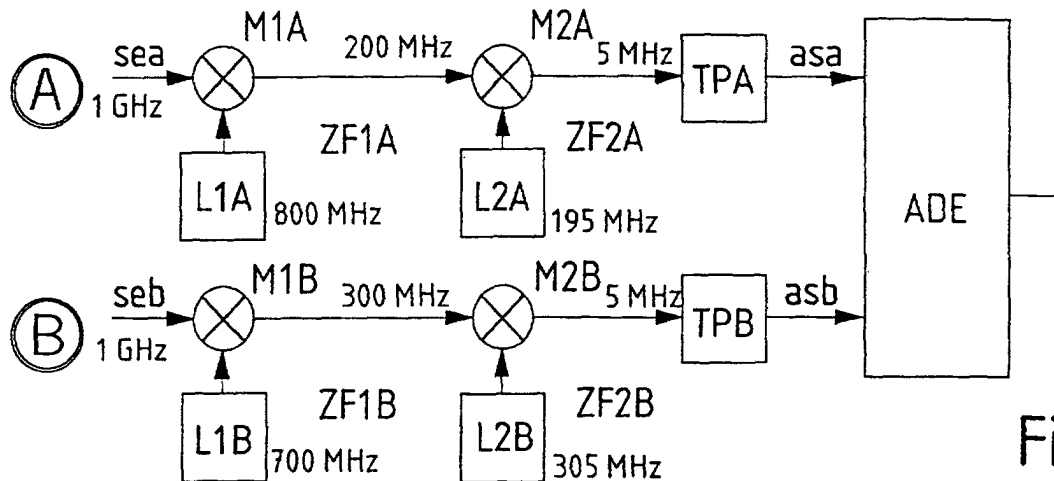 M1A
M2A
A
sea
200 MHz
5 MHz
TPA
asa
1 GHz
ZF1A
ZF2A
L1A
800 MHz
L2A
195 MHz
ADE
M1B
M2B
B
seb
300 MHz
5 MHz
TPB
asb
1 GHz
ZF1B
ZF2B
L1B
700 MHz
L2B
305 MHz
Fi